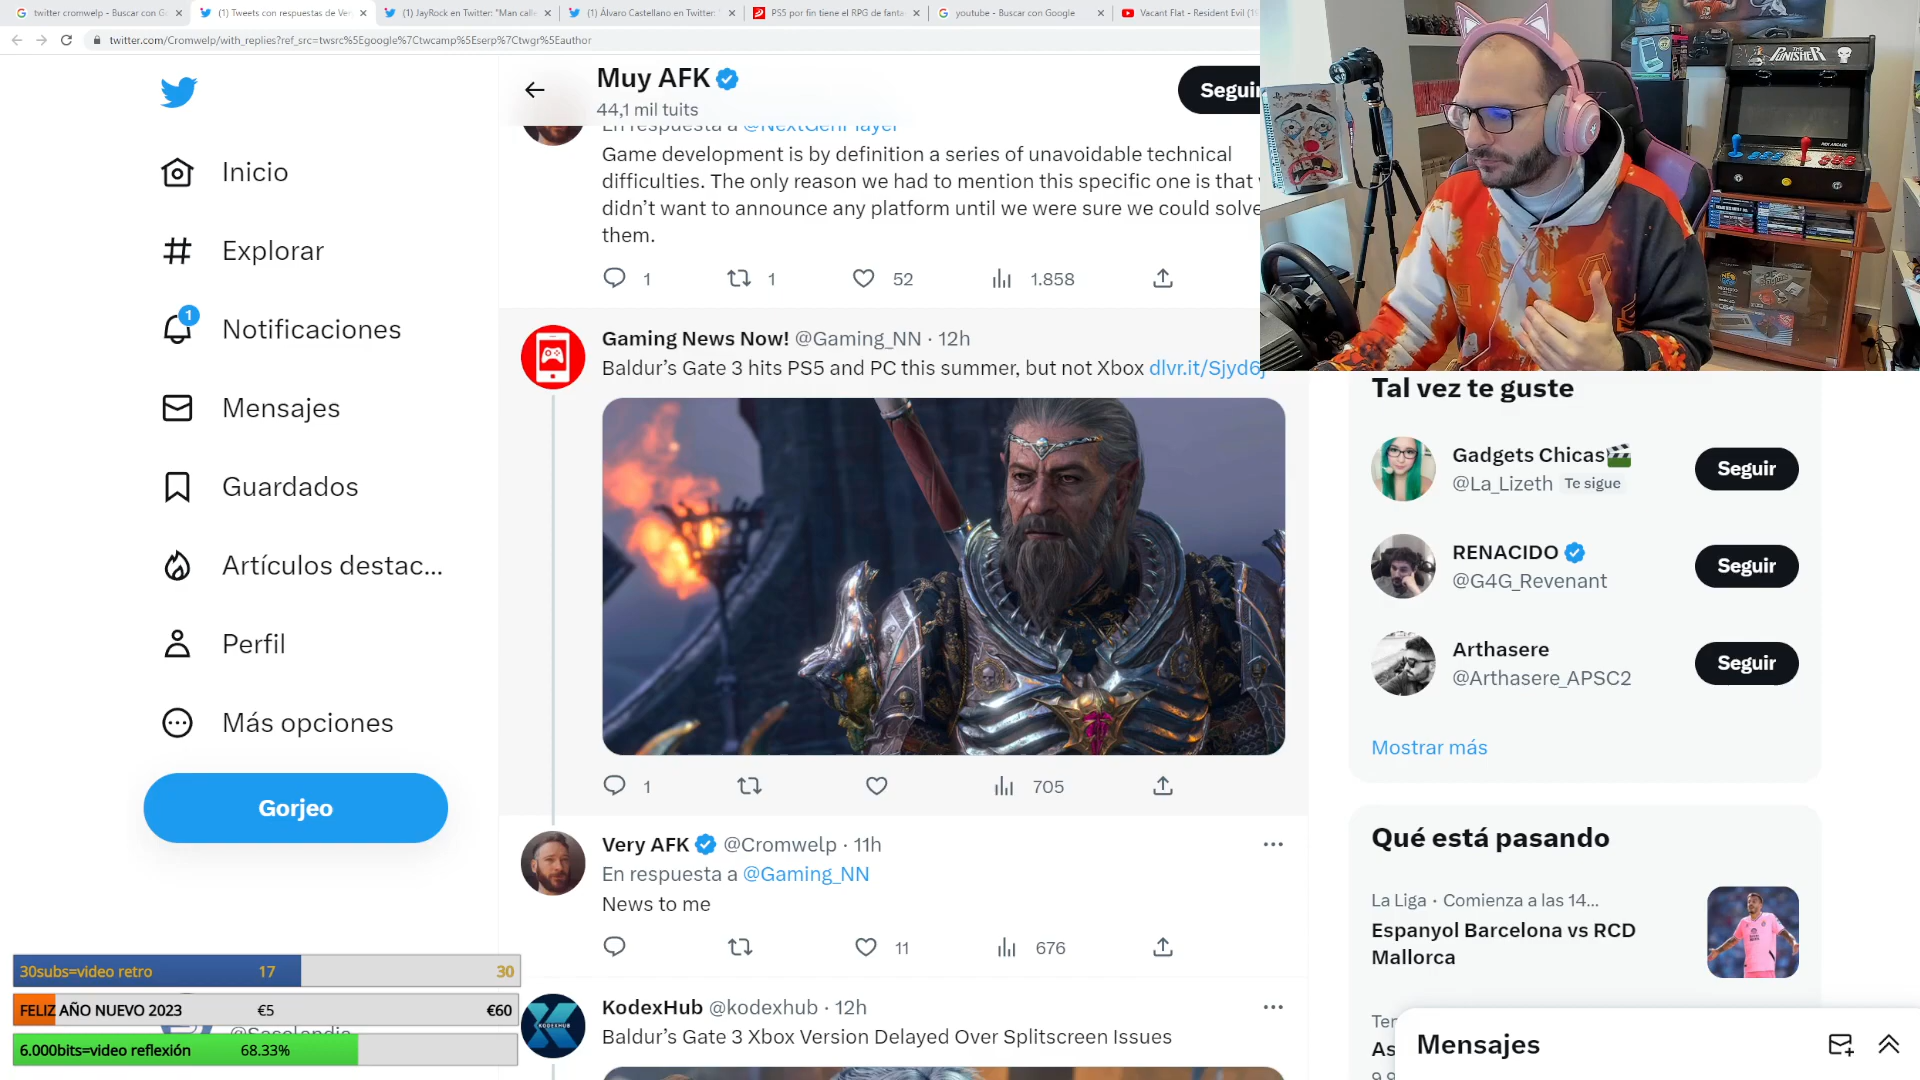 twitter cromwelp - Buscar con G
(1) Tweets con respuestas de Ver
(1) JayRock en Twitter: "Man calle
(1) Álvaro Castellano en Twitter: "
PS5 por fin tiene el RPG de fanta
youtube - Buscar con Google
Vacant Flat - Resident Evil (19
twitter.com/Cromwelp/with_replies?ref_src=twsrc%5Egoogle%7Ctwcamp%5Eserp%7Ctwgr%5Eauthor
Muy AFK
44,1 mil tuits
Seguir
Inicio
Explorar
1
Notificaciones
Mensajes
Guardados
Artículos destac...
Perfil
Más opciones
Gorjeo
En respuesta a @NextGenPlayer
Game development is by definition a series of unavoidable technical
difficulties. The only reason we had to mention this specific one is that
didn't want to announce any platform until we were sure we could solve
them.
1 1 52 1.858
Gaming News Now! @Gaming_NN · 12h
Baldur's Gate 3 hits PS5 and PC this summer, but not Xbox dlvr.it/Sjyd6j
1 705
Very AFK @Cromwelp · 11h
En respuesta a @Gaming_NN
News to me
11 676
KodexHub @kodexhub · 12h
Baldur's Gate 3 Xbox Version Delayed Over Splitscreen Issues
KODEXHUB
THE PUNISHER
Tal vez te guste
Gadgets Chicas
@La_Lizeth Te sigue
Seguir
RENACIDO
@G4G_Revenant
Seguir
Arthasere
@Arthasere_APSC2
Seguir
Mostrar más
Qué está pasando
La Liga · Comienza a las 14...
Espanyol Barcelona vs RCD
Mallorca
Ten
As
Mensajes
30subs=video retro 17 30
FELIZ AÑO NUEVO 2023 €5 €60
6.000bits=video reflexión 68.33%